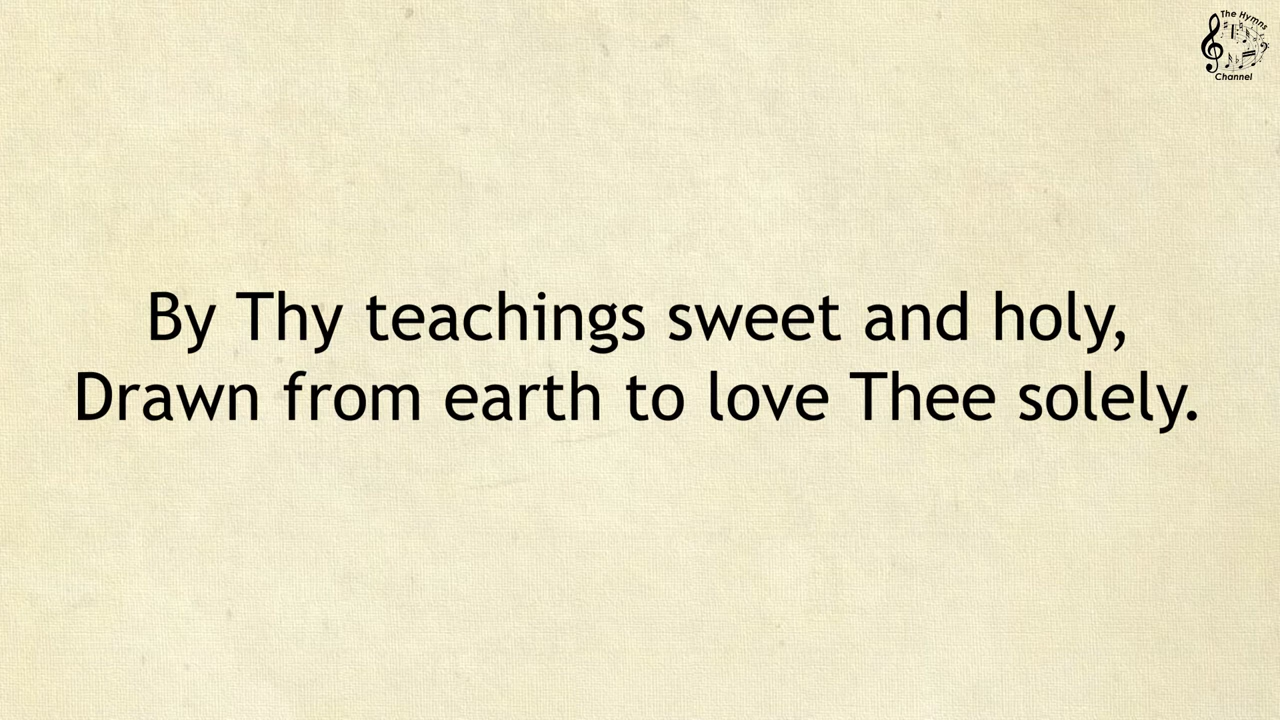 The Hymns
Channel
By Thy teachings sweet and holy,
Drawn from earth to love Thee solely.